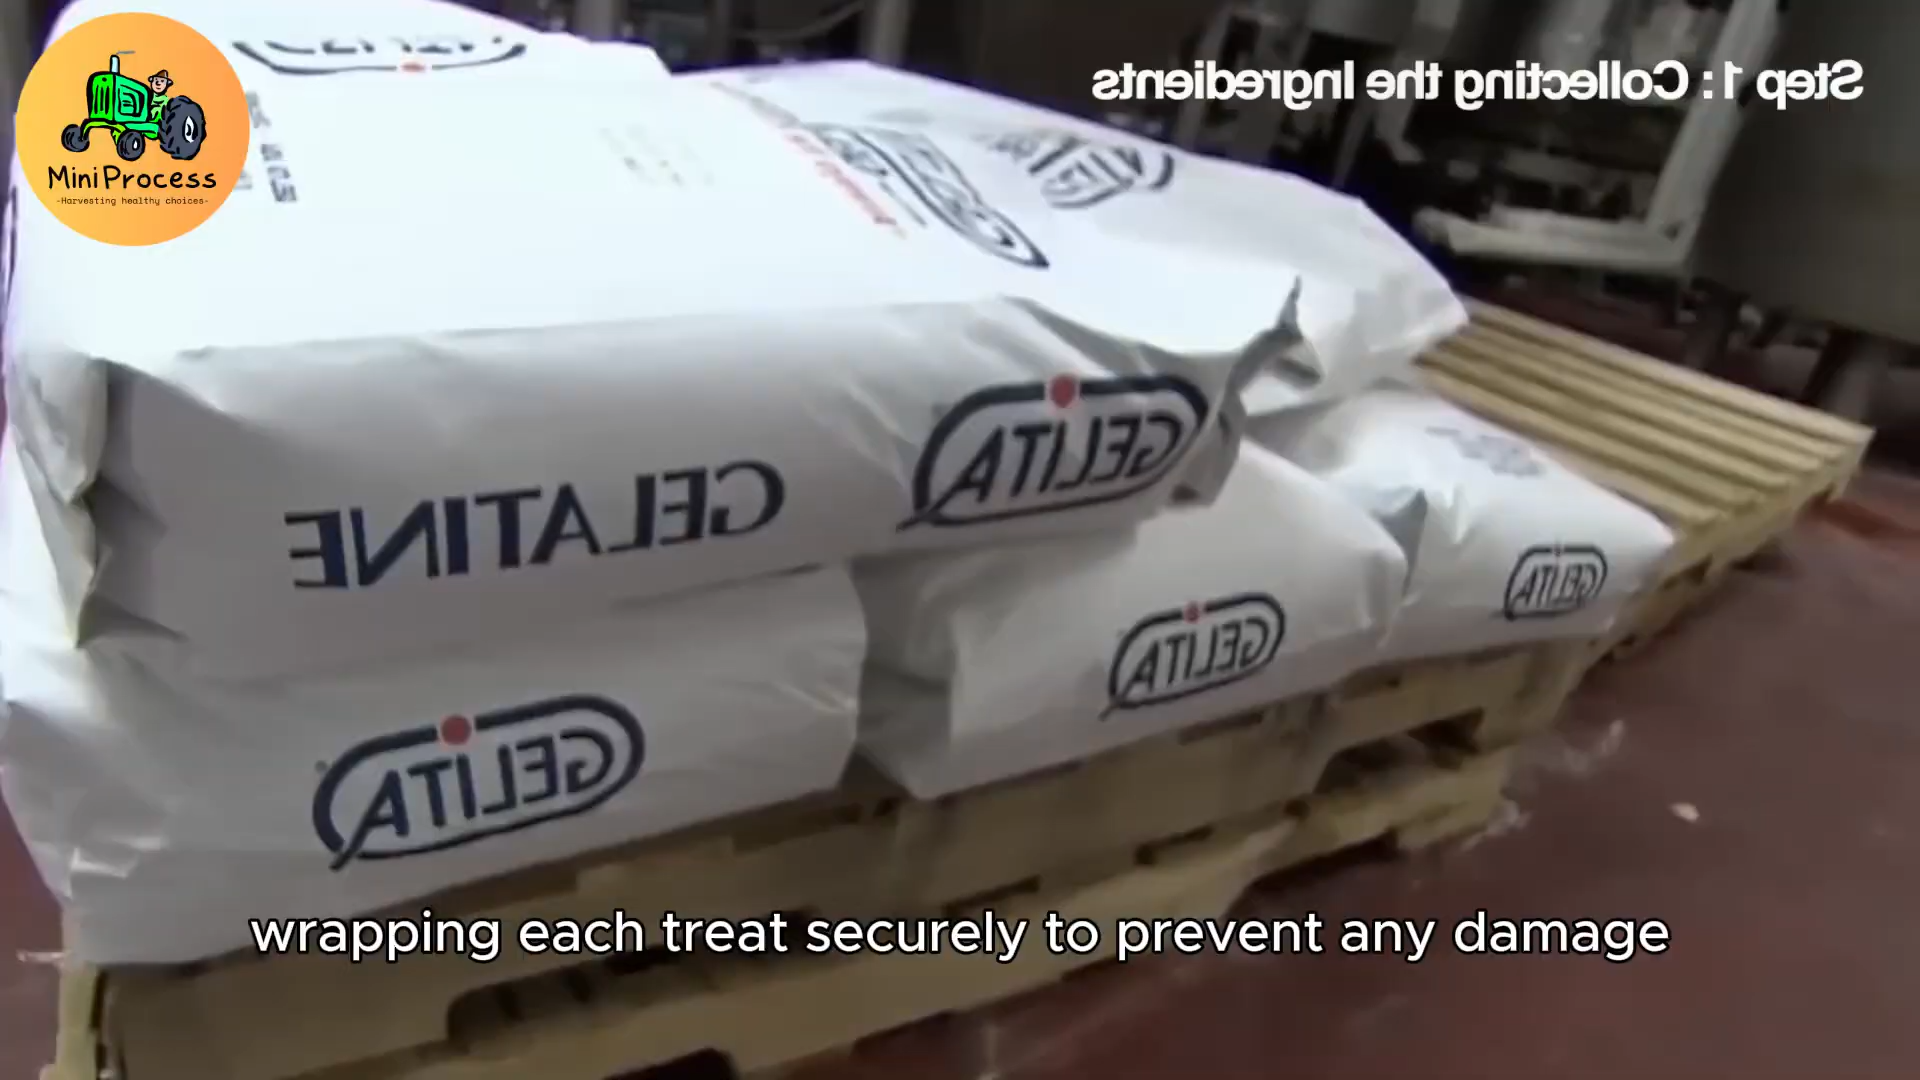 MiniProcess
-Harvesting healthy choices-
Step 1: Collecting the Ingredients
GELITA
GELATINE
GELITA
GELITA
GELITA
wrapping each treat securely to prevent any damage